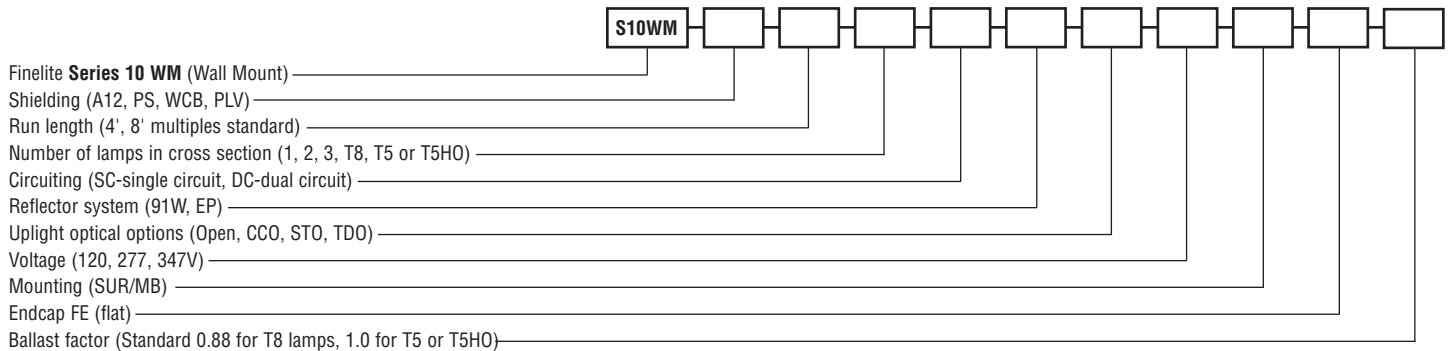 S10WM
Finelite Series 10 WM (Wall Mount)
Shielding (A12, PS, WCB, PLV)
Run length (4', 8' multiples standard)
Number of lamps in cross section (1, 2, 3, T8, T5 or T5HO)
Circuiting (SC-single circuit, DC-dual circuit)
Reflector system (91W, EP)
Uplight optical options (Open, CCO, STO, TDO)
Voltage (120, 277, 347V)
Mounting (SUR/MB)
Endcap FE (flat)
Ballast factor (Standard 0.88 for T8 lamps, 1.0 for T5 or T5HO)